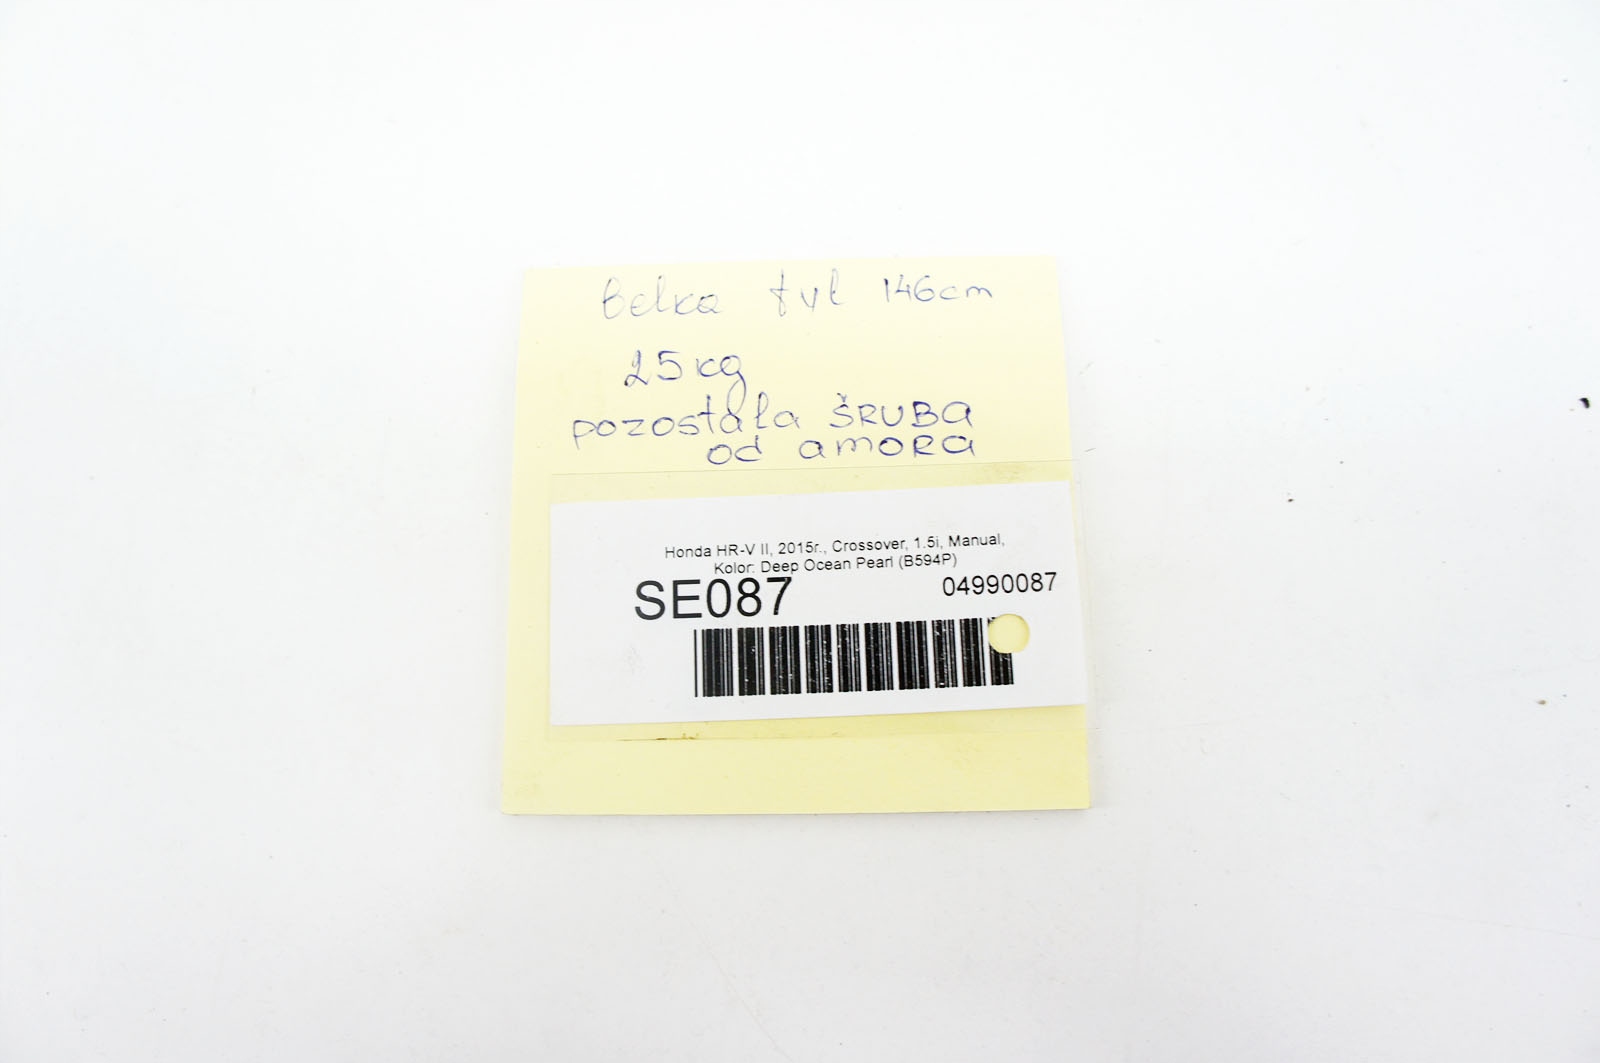 belka tył 146cm
25kg
pozostała ŚRUBA
od amora
Honda HR-V II, 2015r., Crossover, 1.5i, Manual,
Kolor: Deep Ocean Pearl (B594P)
SE087 04990087